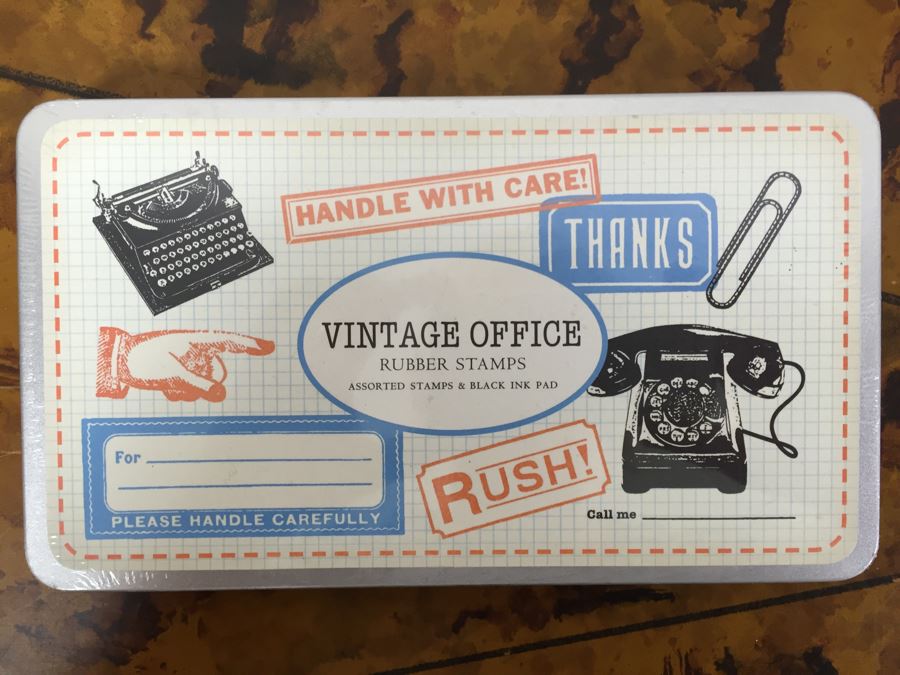 HANDLE WITH CARE!
THANKS
VINTAGE OFFICE
RUBBER STAMPS
ASSORTED STAMPS & BLACK INK PAD
For
PLEASE HANDLE CAREFULLY
RUSH!
Call me